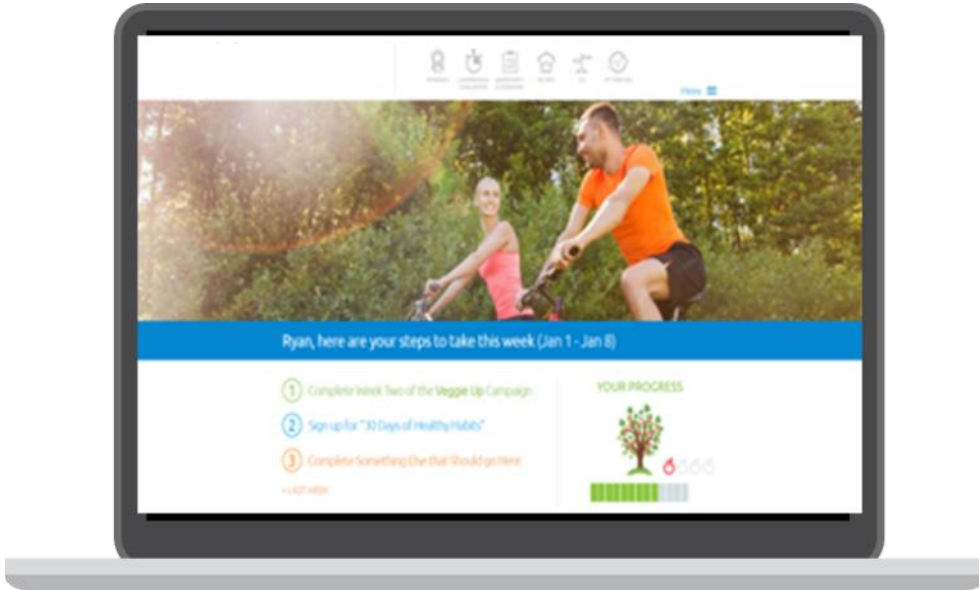 Menu
Ryan, here are your steps to take this week (Jan 1 - Jan 8)
1 Complete Week Two of the Veggie Up Campaign
2 Sign up for "30 Days of Healthy Habits"
3 Complete Something Else that Should go Here
« LAST WEEK
YOUR PROGRESS